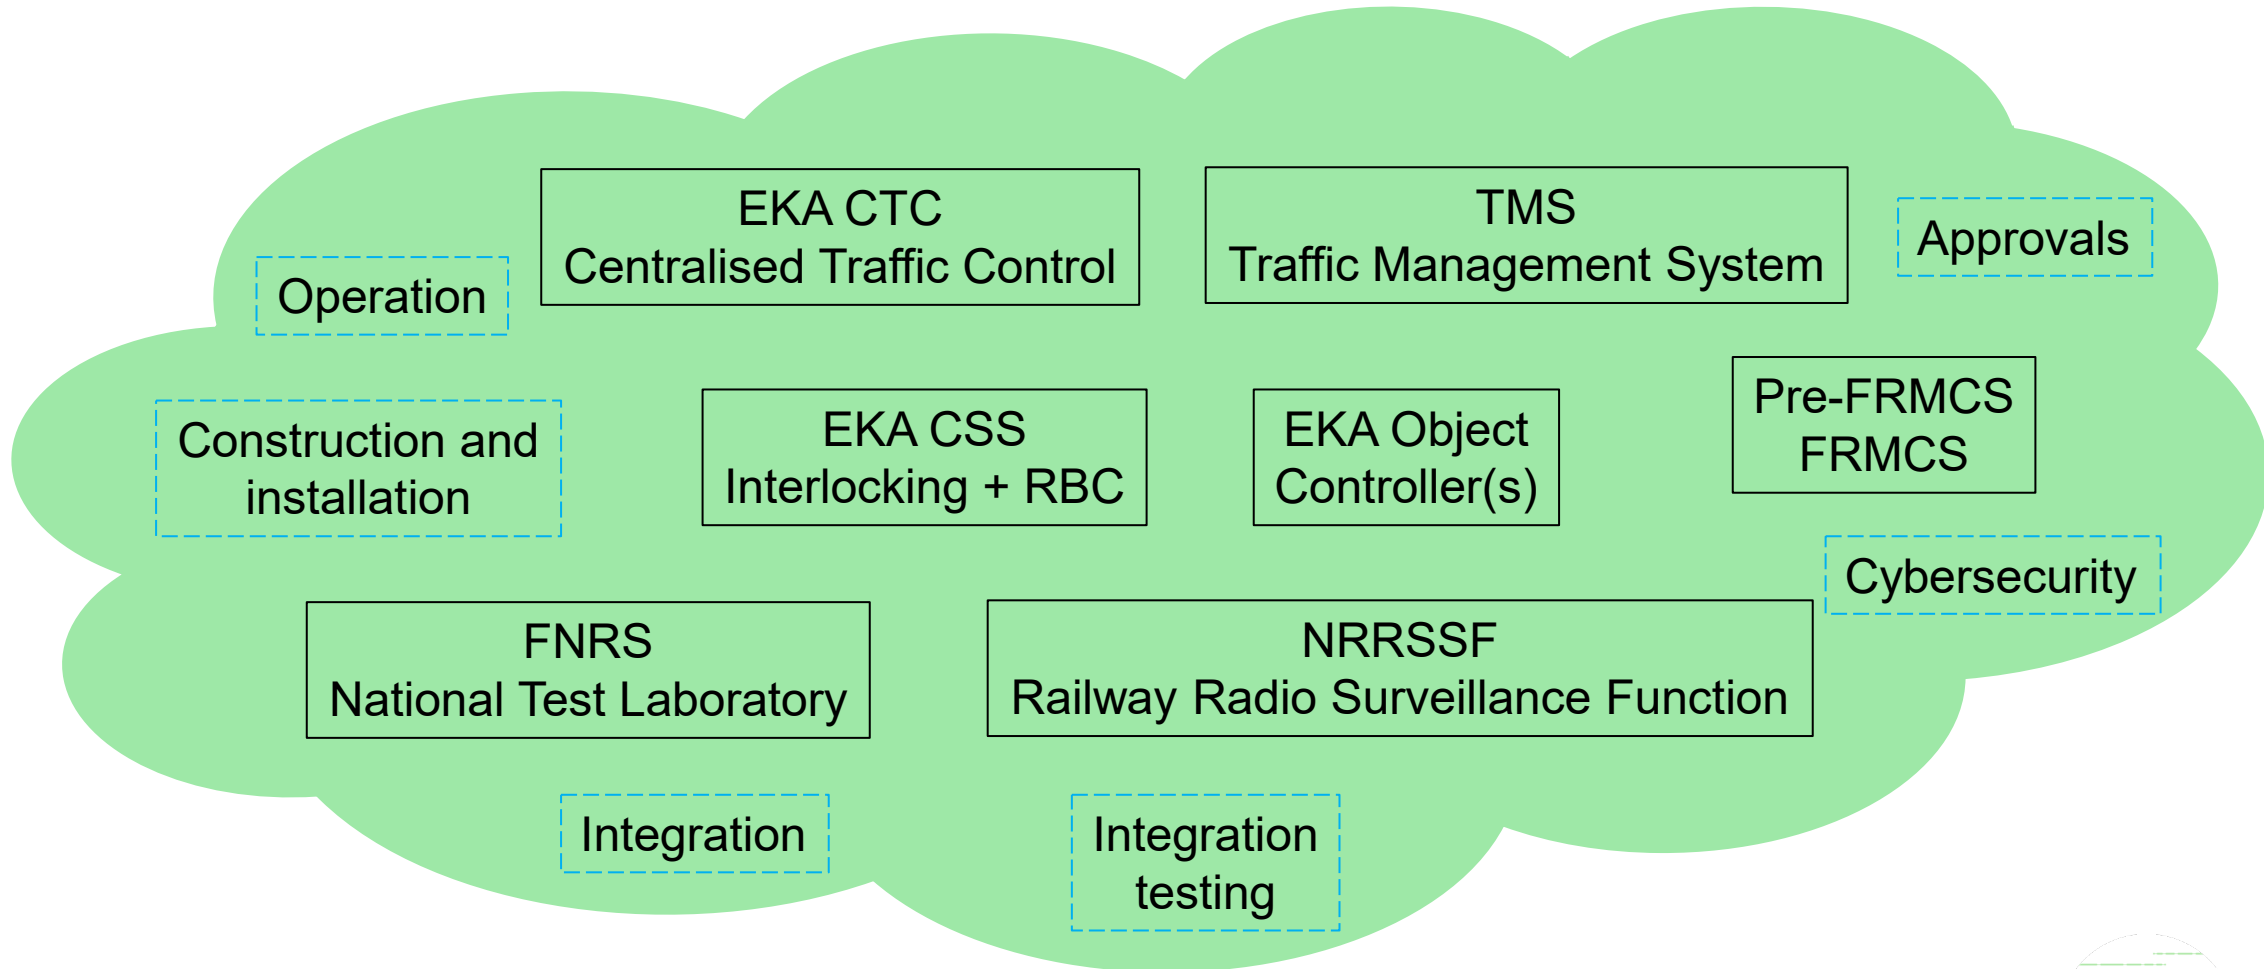 EKA CTC
Centralised Traffic Control
TMS
Traffic Management System
Approvals
Operation
Construction and
installation
EKA CSS
Interlocking + RBC
EKA Object
Controller(s)
Pre-FRMCS
FRMCS
Cybersecurity
FNRS
National Test Laboratory
NRRSSF
Railway Radio Surveillance Function
Integration
Integration
testing